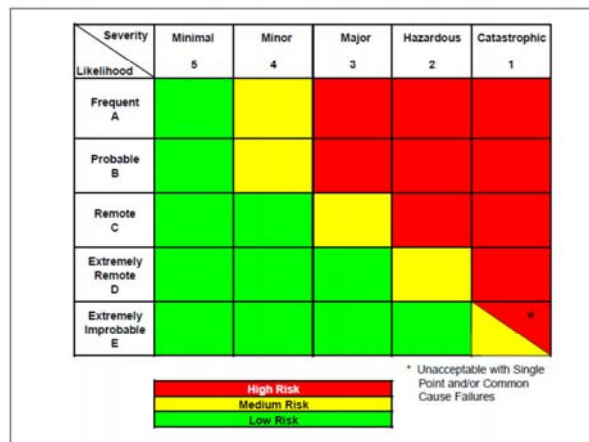 Severity
Likelihood
Minimal
5
Minor
4
Major
3
Hazardous
2
Catastrophic
1
Frequent
A
Probable
B
Remote
C
Extremely
Remote
D
Extremely
Improbable
E
*
* Unacceptable with Single
Point and/or Common
Cause Failures
High Risk
Medium Risk
Low Risk